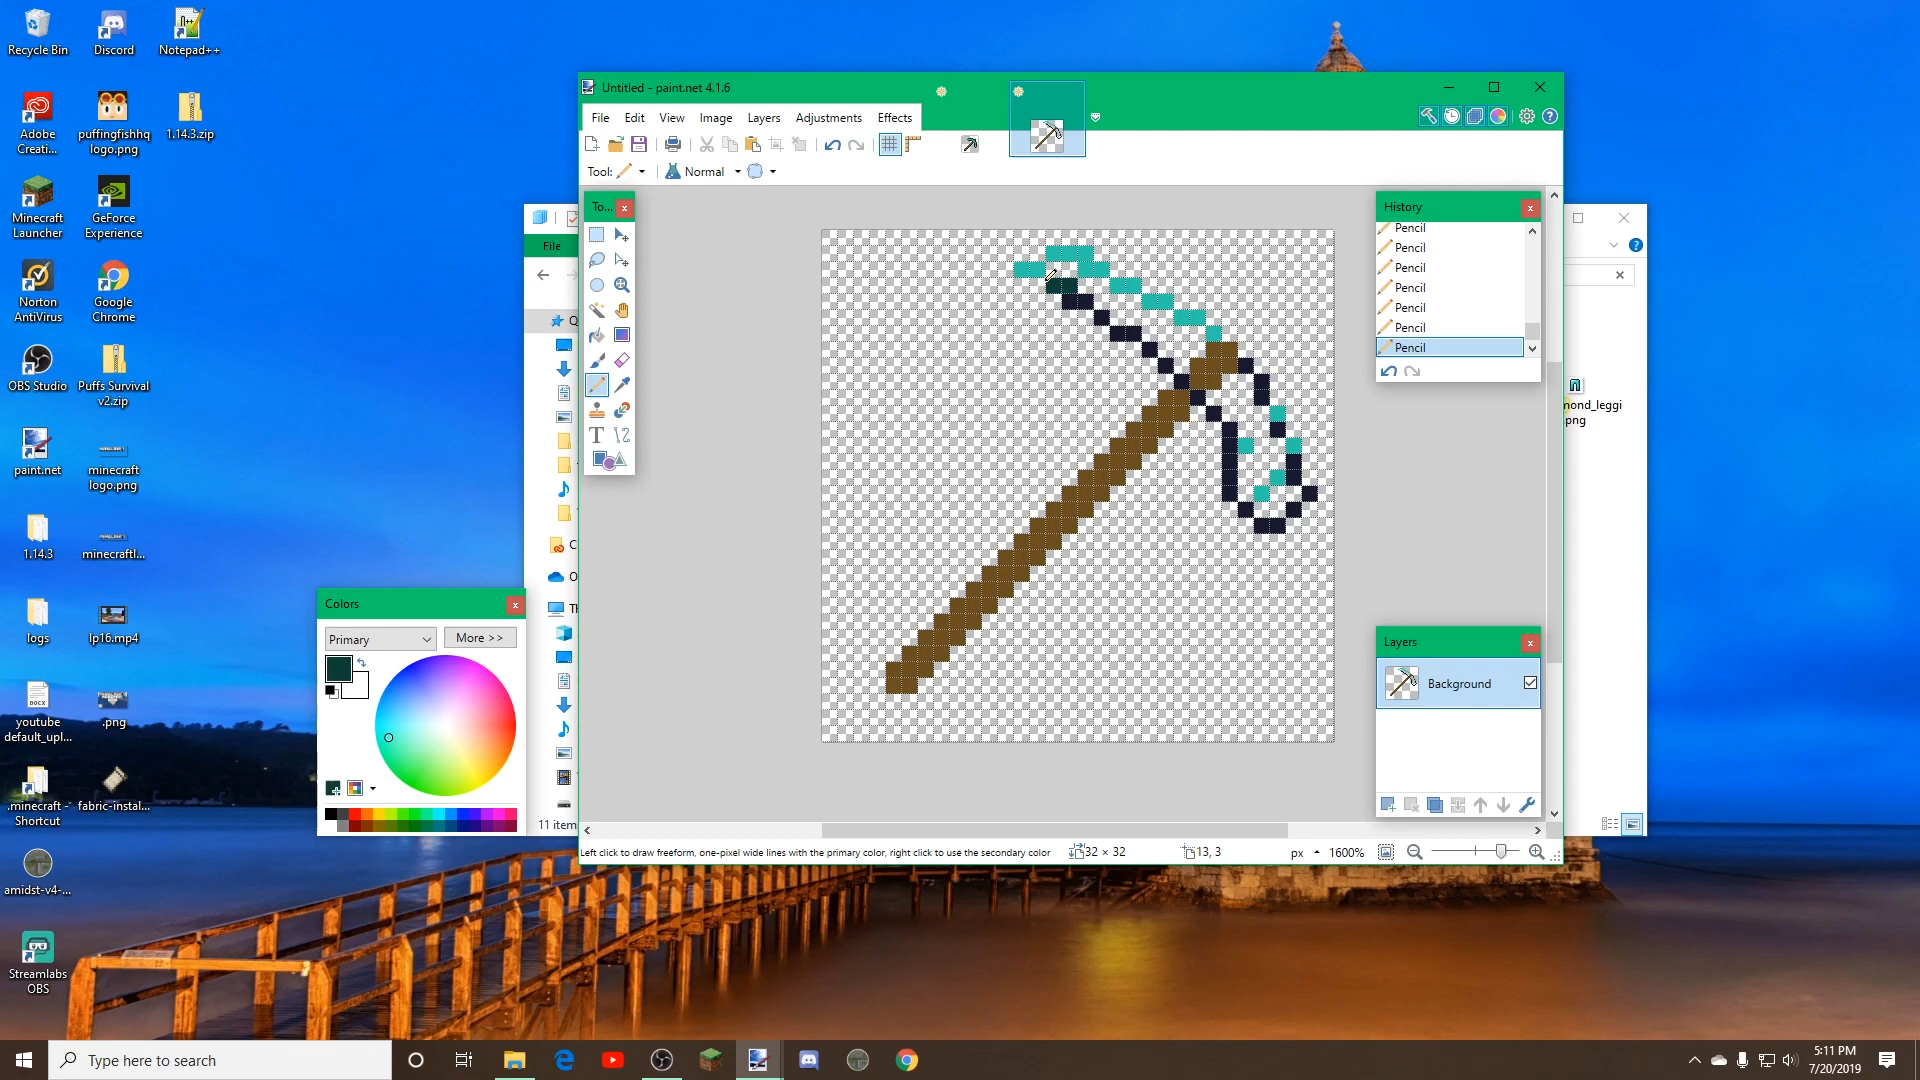 Recycle Bin
Discord
Notepad++
Adobe
Creati...
puffingfishhq
logo.png
1.14.3.zip
Minecraft
Launcher
GeForce
Experience
Norton
AntiVirus
Google
Chrome
OBS Studio
Puffs Survival
v2.zip
paint.net
minecraft
logo.png
1.14.3
minecraftl...
logs
lp16.mp4
youtube
default_upl...
.png
.minecraft -
Shortcut
fabric-instal...
amidst-v4-...
Streamlabs
OBS
Untitled - paint.net 4.1.6
File
Edit
View
Image
Layers
Adjustments
Effects
Tool:
Normal
To...
File
11 item
History
Pencil
Pencil
Pencil
Pencil
Pencil
Pencil
Pencil
mond_leggi
png
Colors
Primary
More >>
Layers
Background
Left click to draw freeform, one-pixel wide lines with the primary color, right click to use the secondary color
32 × 32
13, 3
px
1600%
Type here to search
5:11 PM
7/20/2019